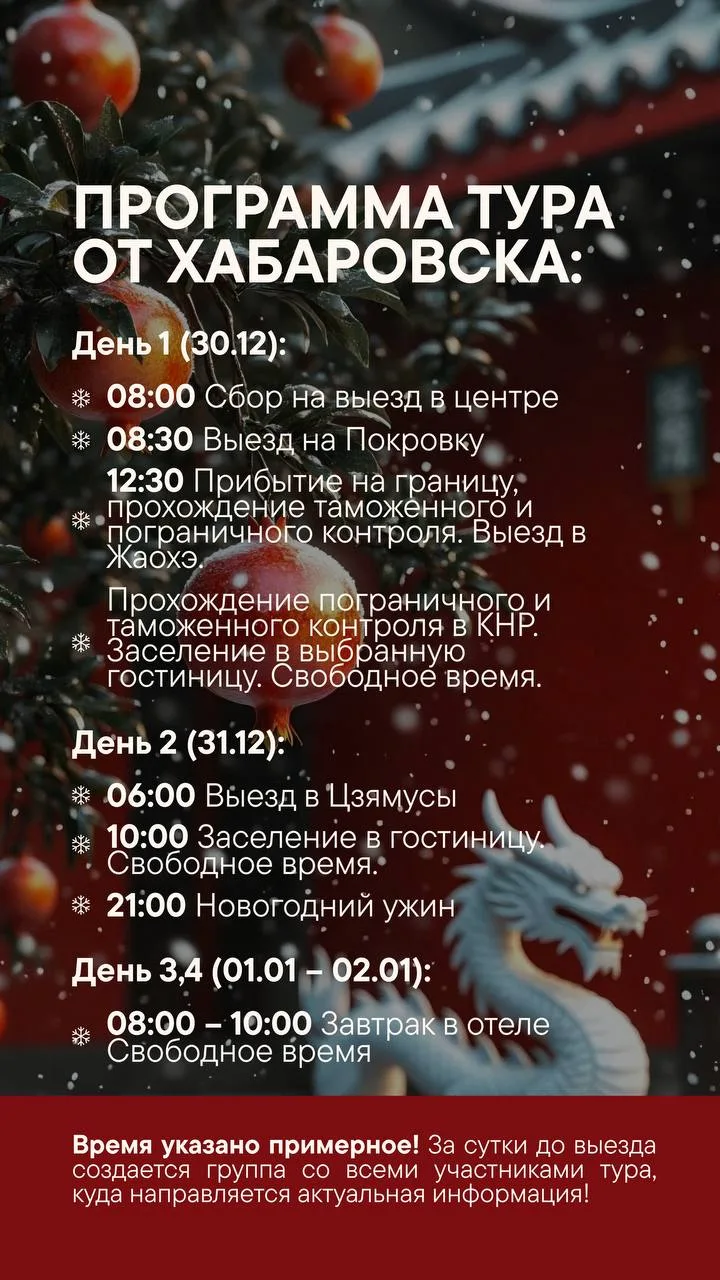 ПРОГРАММА ТУРА
ОТ ХАБАРОВСКА:
День 1 (30.12):
08:00 Сбор на выезд в центре
08:30 Выезд на Покровку
12:30 Прибытие на границу,
прохождение таможенного и
пограничного контроля. Выезд в
Жаохэ.
Прохождение пограничного и
таможенного контроля в КНР.
Заселение в выбранную
гостиницу. Свободное время.
День 2 (31.12):
06:00 Выезд в Цзямусы
10:00 Заселение в гостиницу.
Свободное время.
21:00 Новогодний ужин
День 3,4 (01.01 – 02.01):
08:00 – 10:00 Завтрак в отеле
Свободное время
Время указано примерное! За сутки до выезда
создается группа со всеми участниками тура,
куда направляется актуальная информация!